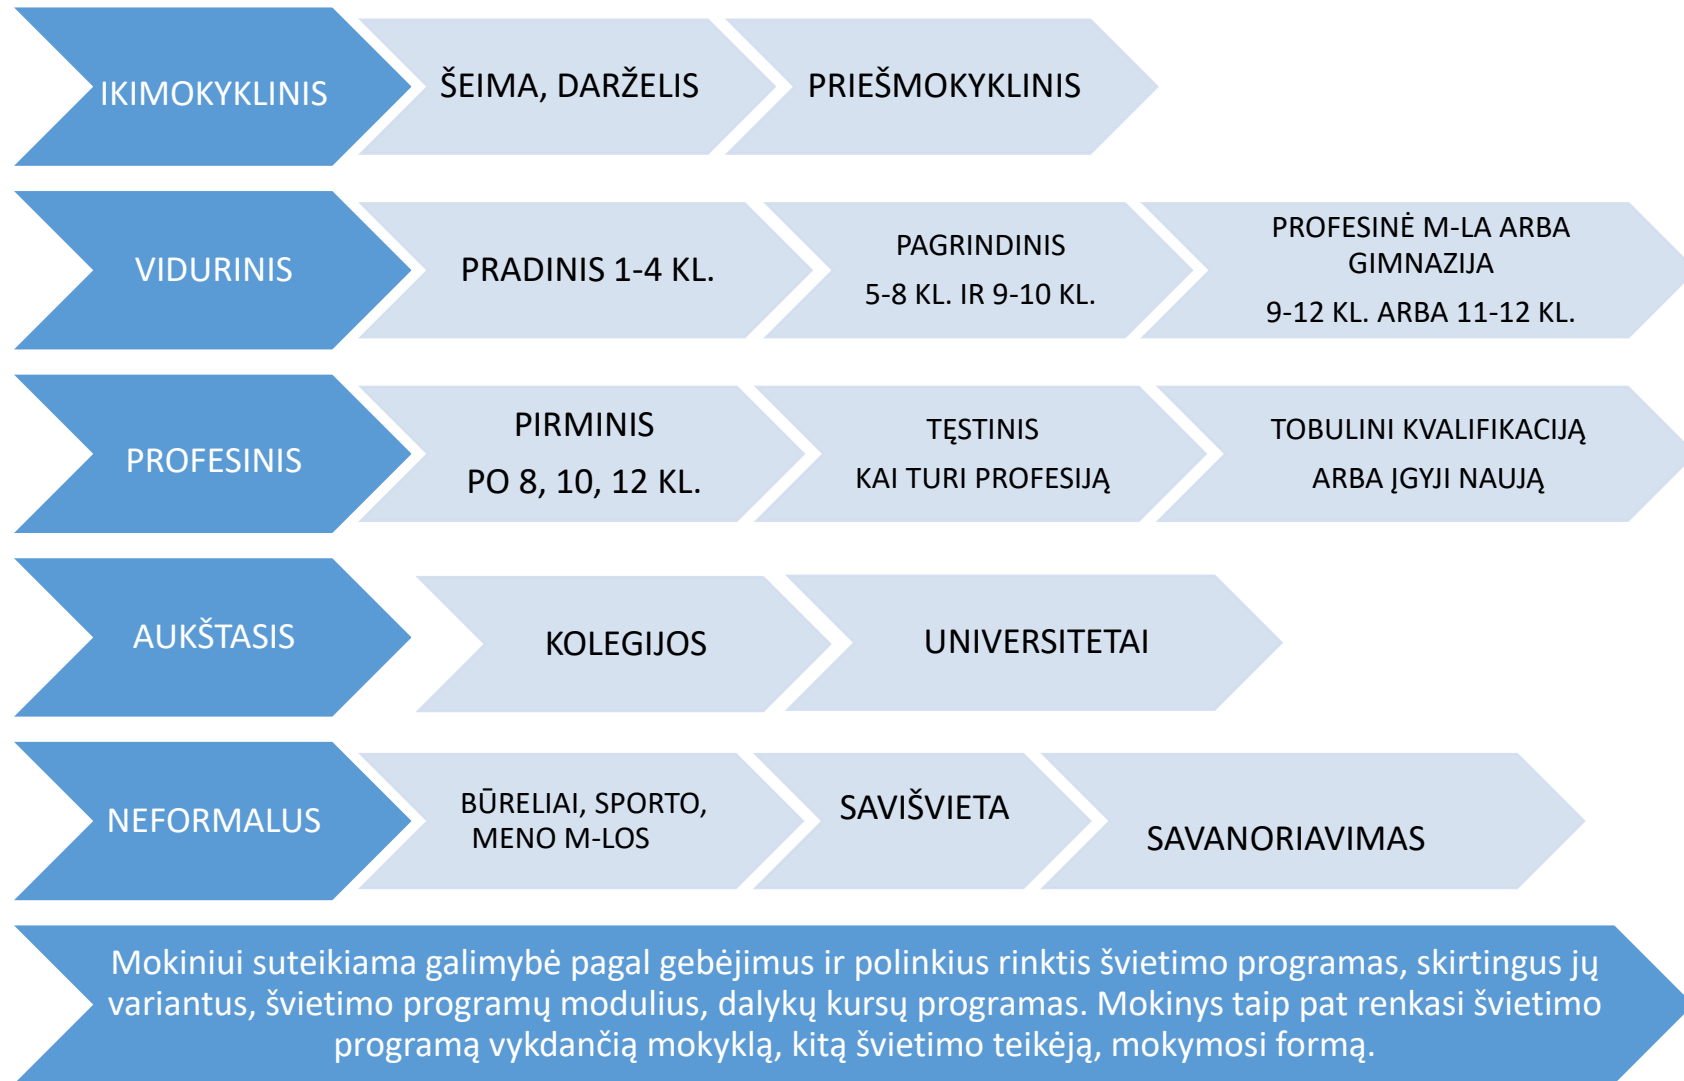 IKIMOKYKLINIS
ŠEIMA, DARŽELIS
PRIEŠMOKYKLINIS
VIDURINIS
PRADINIS 1-4 KL.
PAGRINDINIS
5-8 KL. IR 9-10 KL.
PROFESINĖ M-LA ARBA
GIMNAZIJA
9-12 KL. ARBA 11-12 KL.
PROFESINIS
PIRMINIS
PO 8, 10, 12 KL.
TĘSTINIS
KAI TURI PROFESIJĄ
TOBULINI KVALIFIKACIJĄ
ARBA ĮGYJI NAUJĄ
AUKŠTASIS
KOLEGIJOS
UNIVERSITETAI
NEFORMALUS
BŪRELIAI, SPORTO,
MENO M-LOS
SAVIŠVIETA
SAVANORIAVIMAS
Mokiniui suteikiama galimybė pagal gebėjimus ir polinkius rinktis švietimo programas, skirtingus jų
variantus, švietimo programų modulius, dalykų kursų programas. Mokinys taip pat renkasi švietimo
programą vykdančią mokyklą, kitą švietimo teikėją, mokymosi formą.